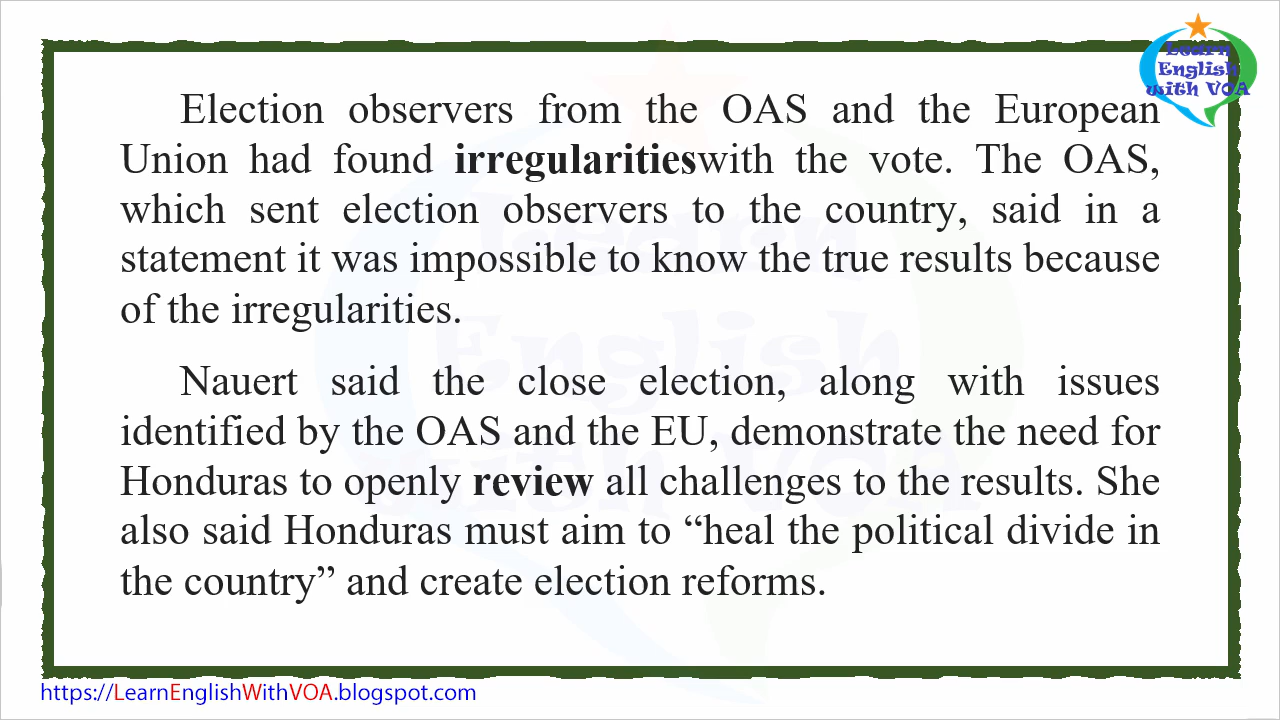 Learn
English
with VOA
Election observers from the OAS and the European
Union had found irregularitieswith the vote. The OAS,
which sent election observers to the country, said in a
statement it was impossible to know the true results because
of the irregularities.
Nauert said the close election, along with issues
identified by the OAS and the EU, demonstrate the need for
Honduras to openly review all challenges to the results. She
also said Honduras must aim to “heal the political divide in
the country” and create election reforms.
Learn
English
with VOA
https://LearnEnglishWithVOA.blogspot.com